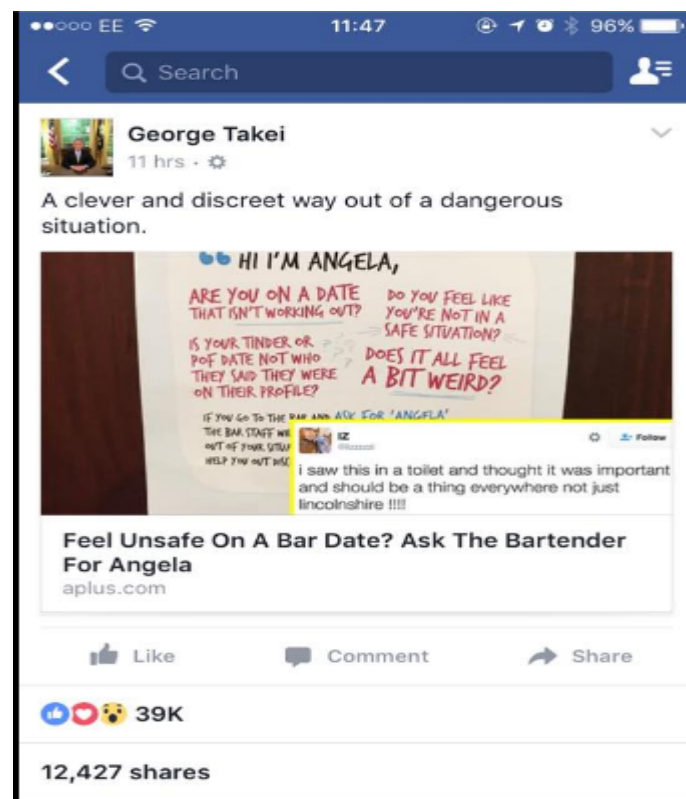 EE 11:47 96%
Search
George Takei
11 hrs
A clever and discreet way out of a dangerous
situation.
HI I'M ANGELA,
ARE YOU ON A DATE
THAT ISN'T WORKING OUT?
DO YOU FEEL LIKE
YOU'RE NOT IN A
SAFE SITUATION?
IS YOUR TINDER OR
POF DATE NOT WHO
THEY SAID THEY WERE
ON THEIR PROFILE?
DOES IT ALL FEEL
A BIT WEIRD?
IF YOU GO TO THE BAR AND ASK FOR 'ANGELA'
THE BAR STAFF
OUT OF YOUR
HELP YOU OUT
IZ
Follow
i saw this in a toilet and thought it was important
and should be a thing everywhere not just
lincolnshire !!!!
Feel Unsafe On A Bar Date? Ask The Bartender
For Angela
aplus.com
Like Comment Share
39K
12,427 shares